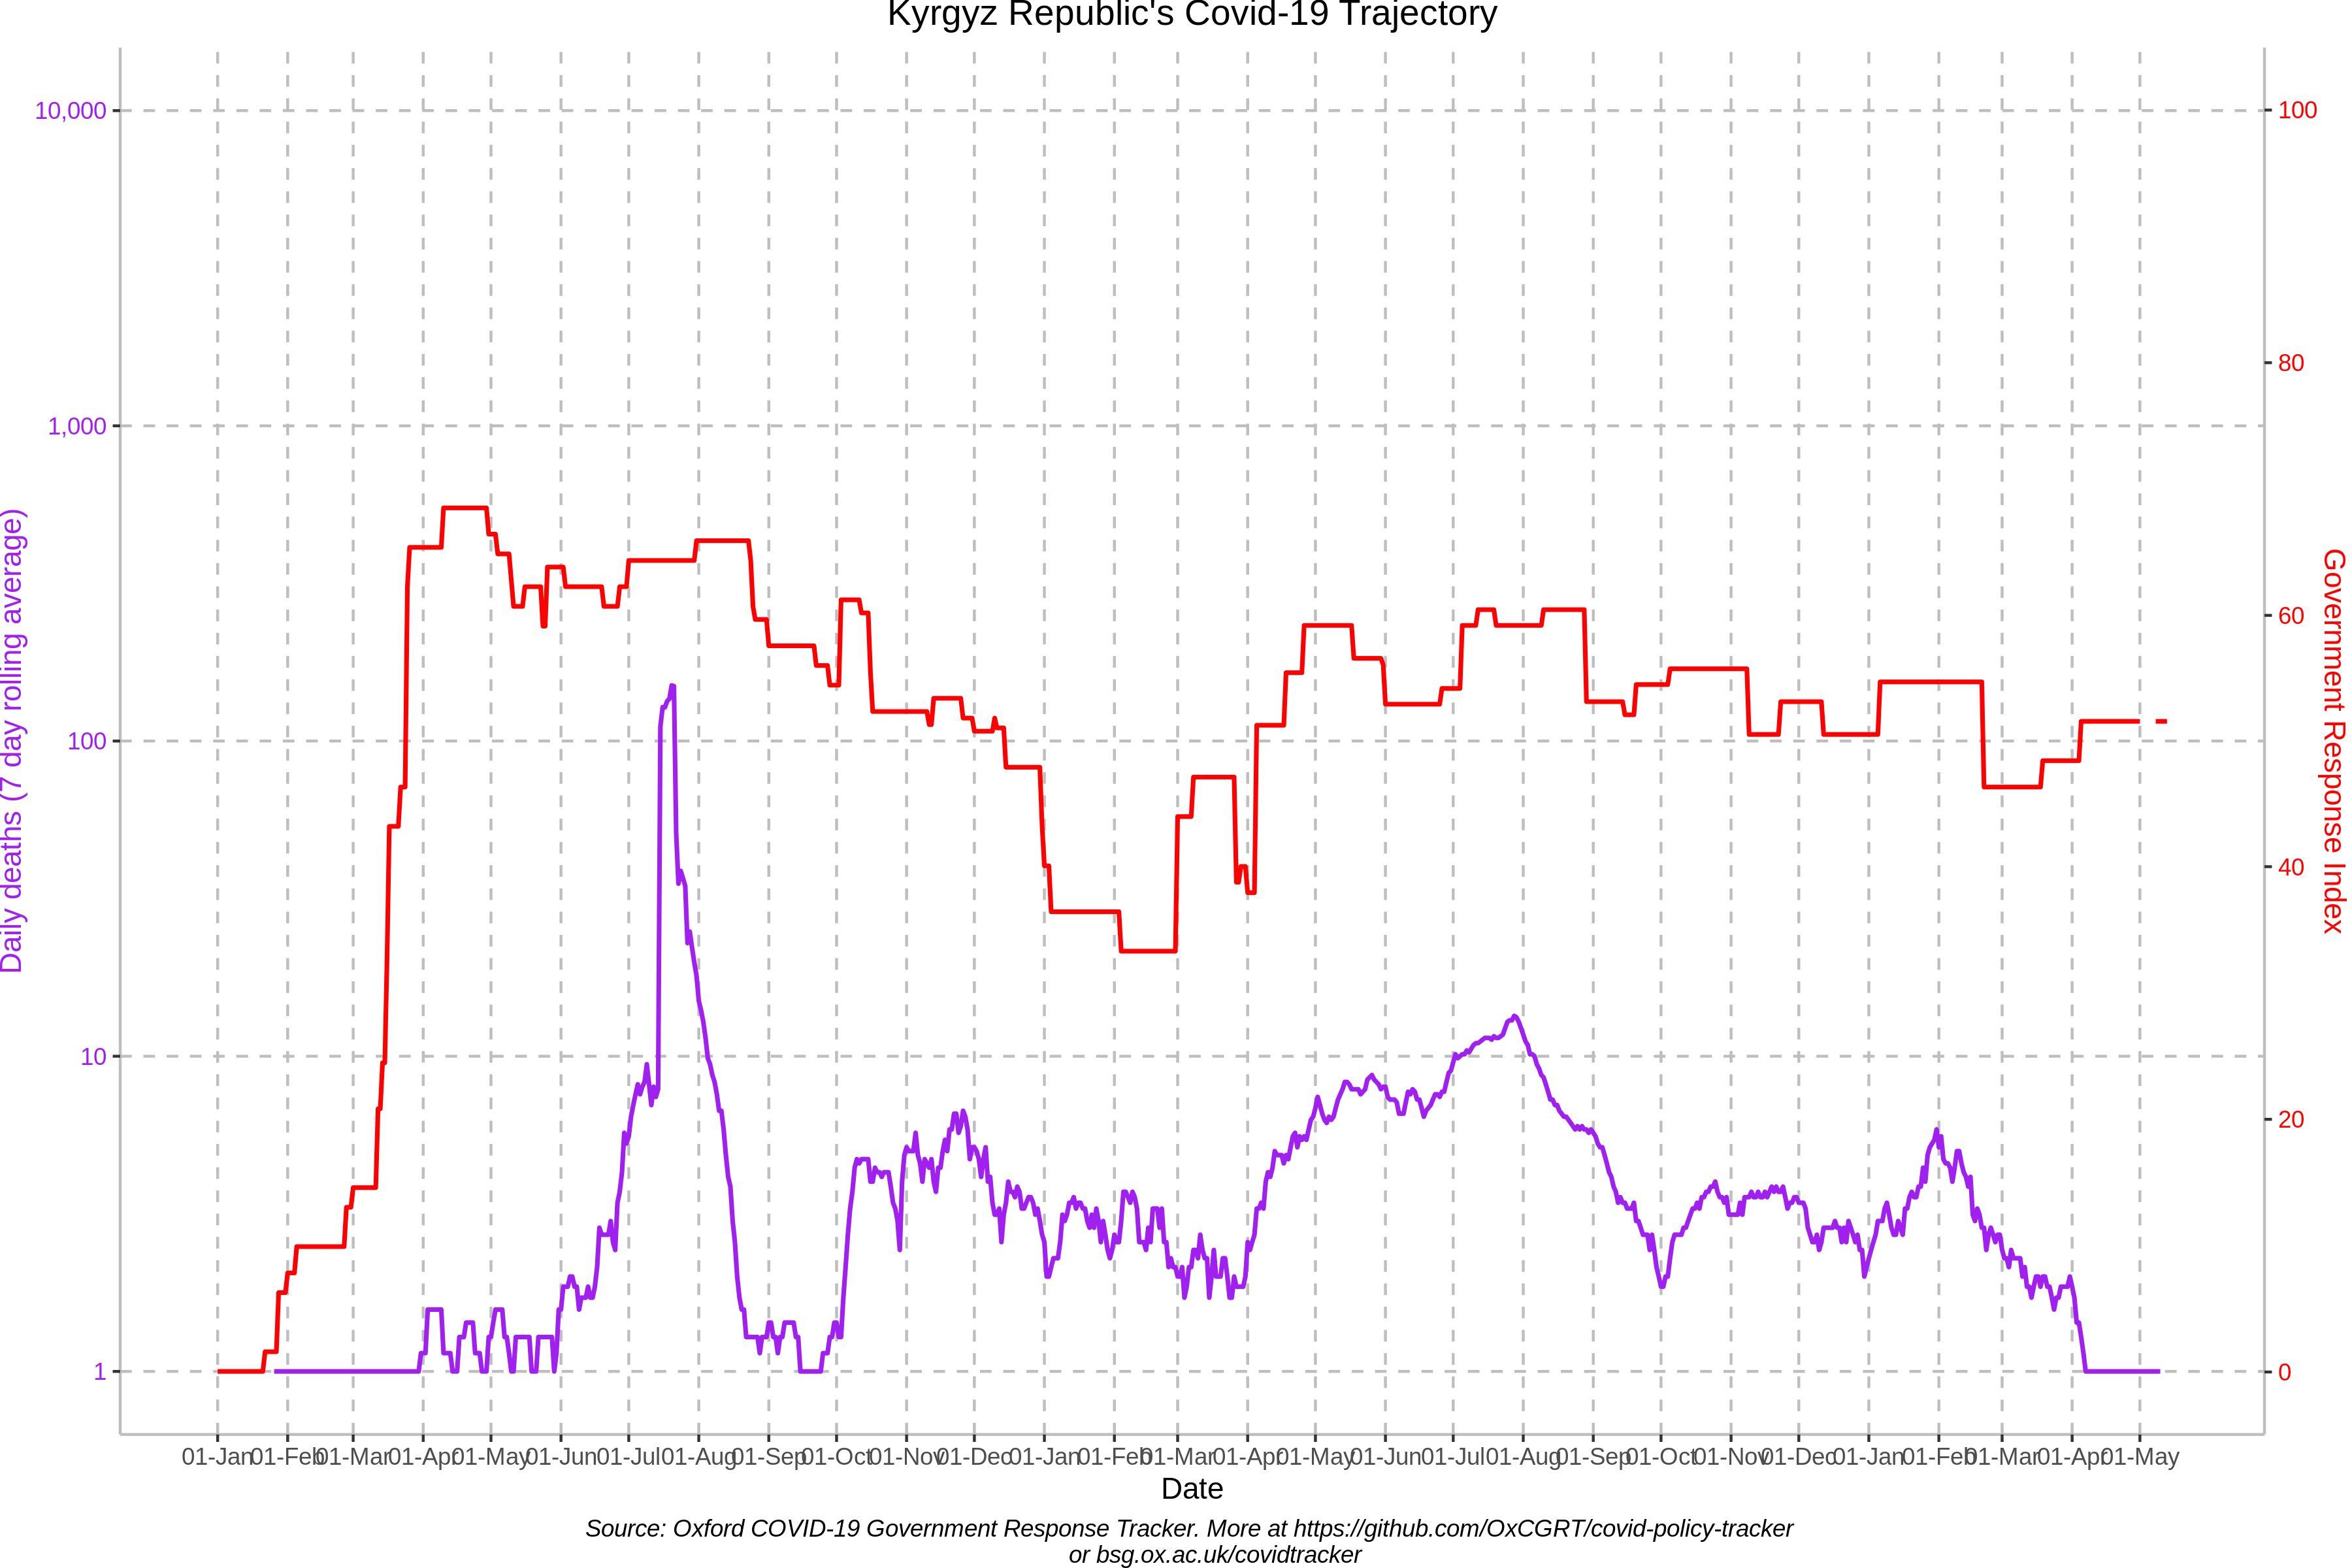 Kyrgyz Republic's Covid-19 Trajectory
10,000
1,000
100
10
1
Daily deaths (7 day rolling average)
100
80
60
40
20
0
Government Response Index
01-Jan 01-Feb 01-Mar 01-Apr 01-May 01-Jun 01-Jul 01-Aug 01-Sep 01-Oct 01-Nov 01-Dec 01-Jan 01-Feb 01-Mar 01-Apr 01-May 01-Jun 01-Jul 01-Aug 01-Sep 01-Oct 01-Nov 01-Dec 01-Jan 01-Feb 01-Mar 01-Apr 01-May
Date
Source: Oxford COVID-19 Government Response Tracker. More at https://github.com/OxCGRT/covid-policy-tracker
or bsg.ox.ac.uk/covidtracker